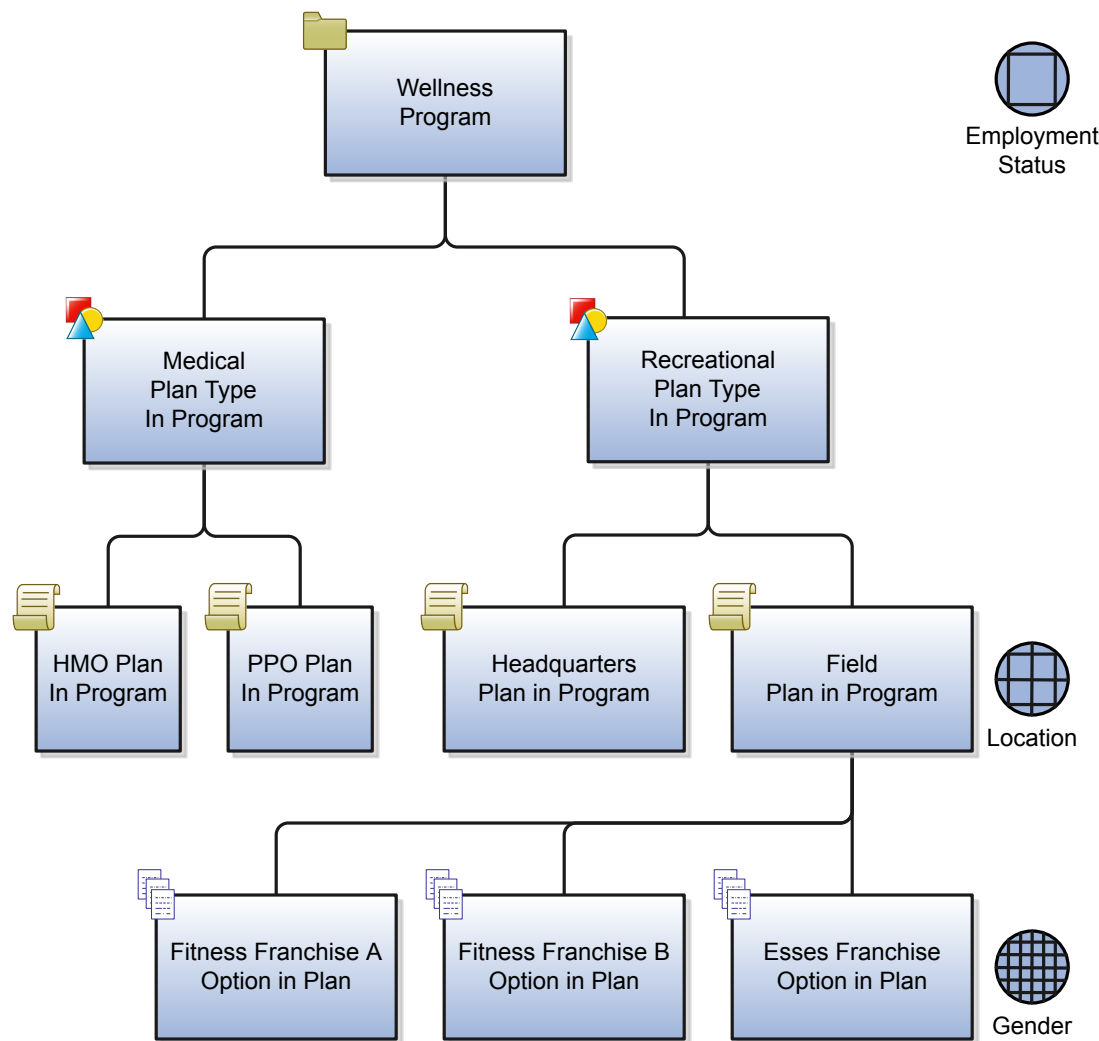 Wellness
Program
Employment
Status
Medical
Plan Type
In Program
Recreational
Plan Type
In Program
HMO Plan
In Program
PPO Plan
In Program
Headquarters
Plan in Program
Field
Plan in Program
Location
Fitness Franchise A
Option in Plan
Fitness Franchise B
Option in Plan
Esses Franchise
Option in Plan
Gender